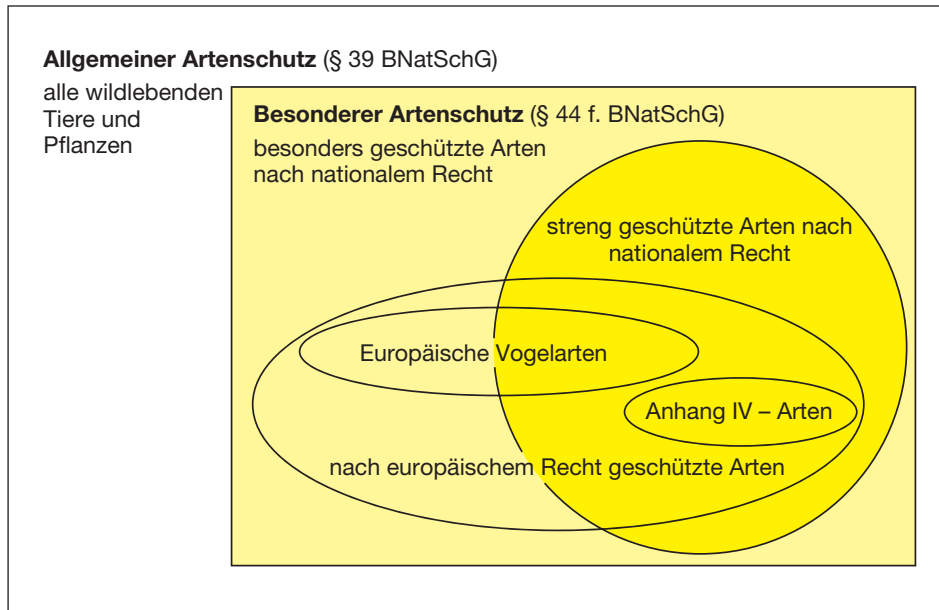 Allgemeiner Artenschutz (§ 39 BNatSchG)
alle wildlebenden
Tiere und
Pflanzen
Besonderer Artenschutz (§ 44 f. BNatSchG)
besonders geschützte Arten
nach nationalem Recht
streng geschützte Arten nach
nationalem Recht
Europäische Vogelarten
Anhang IV – Arten
nach europäischem Recht geschützte Arten